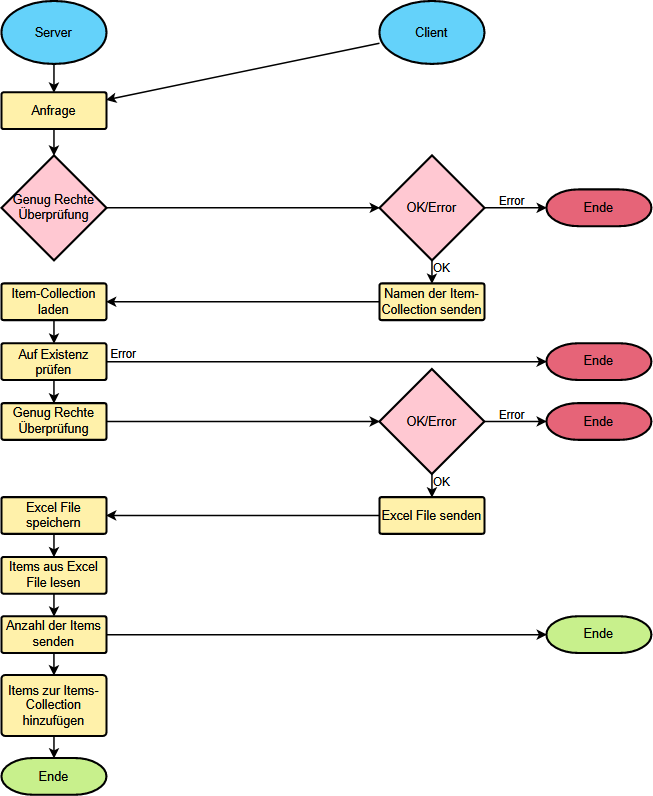 Server
Client
Anfrage
Genug Rechte
Überprüfung
OK/Error
Error
Ende
OK
Item-Collection
laden
Namen der Item-
Collection senden
Auf Existenz
prüfen
Error
Ende
Genug Rechte
Überprüfung
OK/Error
Error
Ende
OK
Excel File
speichern
Excel File senden
Items aus Excel
File lesen
Anzahl der Items
senden
Ende
Items zur Items-
Collection
hinzufügen
Ende